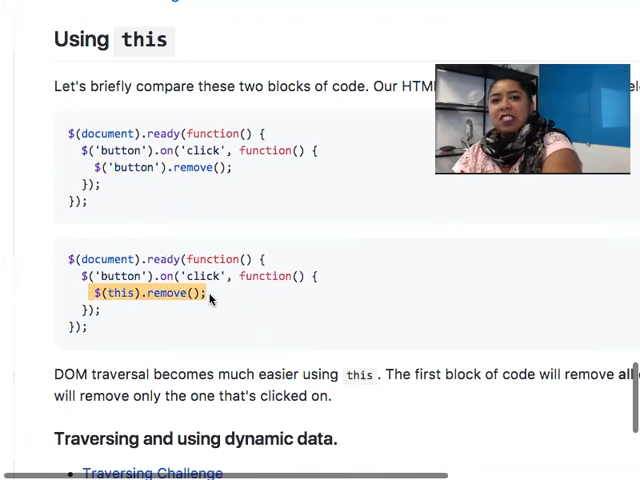 Using this
Let's briefly compare these two blocks of code. Our HTM
$(document).ready(function() {
$('button').on('click', function() {
$('button').remove();
});
});
$(document).ready(function() {
$('button').on('click', function() {
$(this).remove();
});
});
DOM traversal becomes much easier using this . The first block of code will remove all
will remove only the one that's clicked on.
Traversing and using dynamic data.
Traversing Challenge